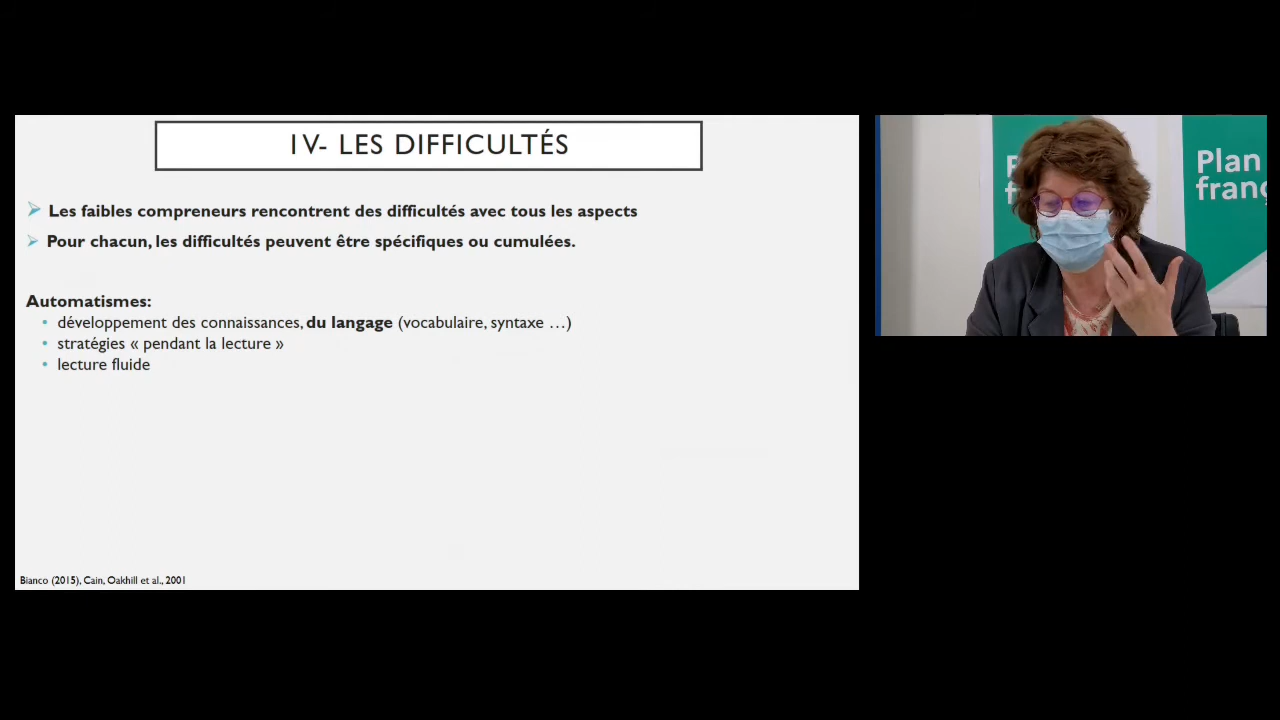 IV- LES DIFFICULTÉS
Les faibles compreneurs rencontrent des difficultés avec tous les aspects
Pour chacun, les difficultés peuvent être spécifiques ou cumulées.
Automatismes:
• développement des connaissances, du langage (vocabulaire, syntaxe …)
• stratégies « pendant la lecture »
• lecture fluide
Bianco (2015), Cain, Oakhill et al., 2001
Plan
franç